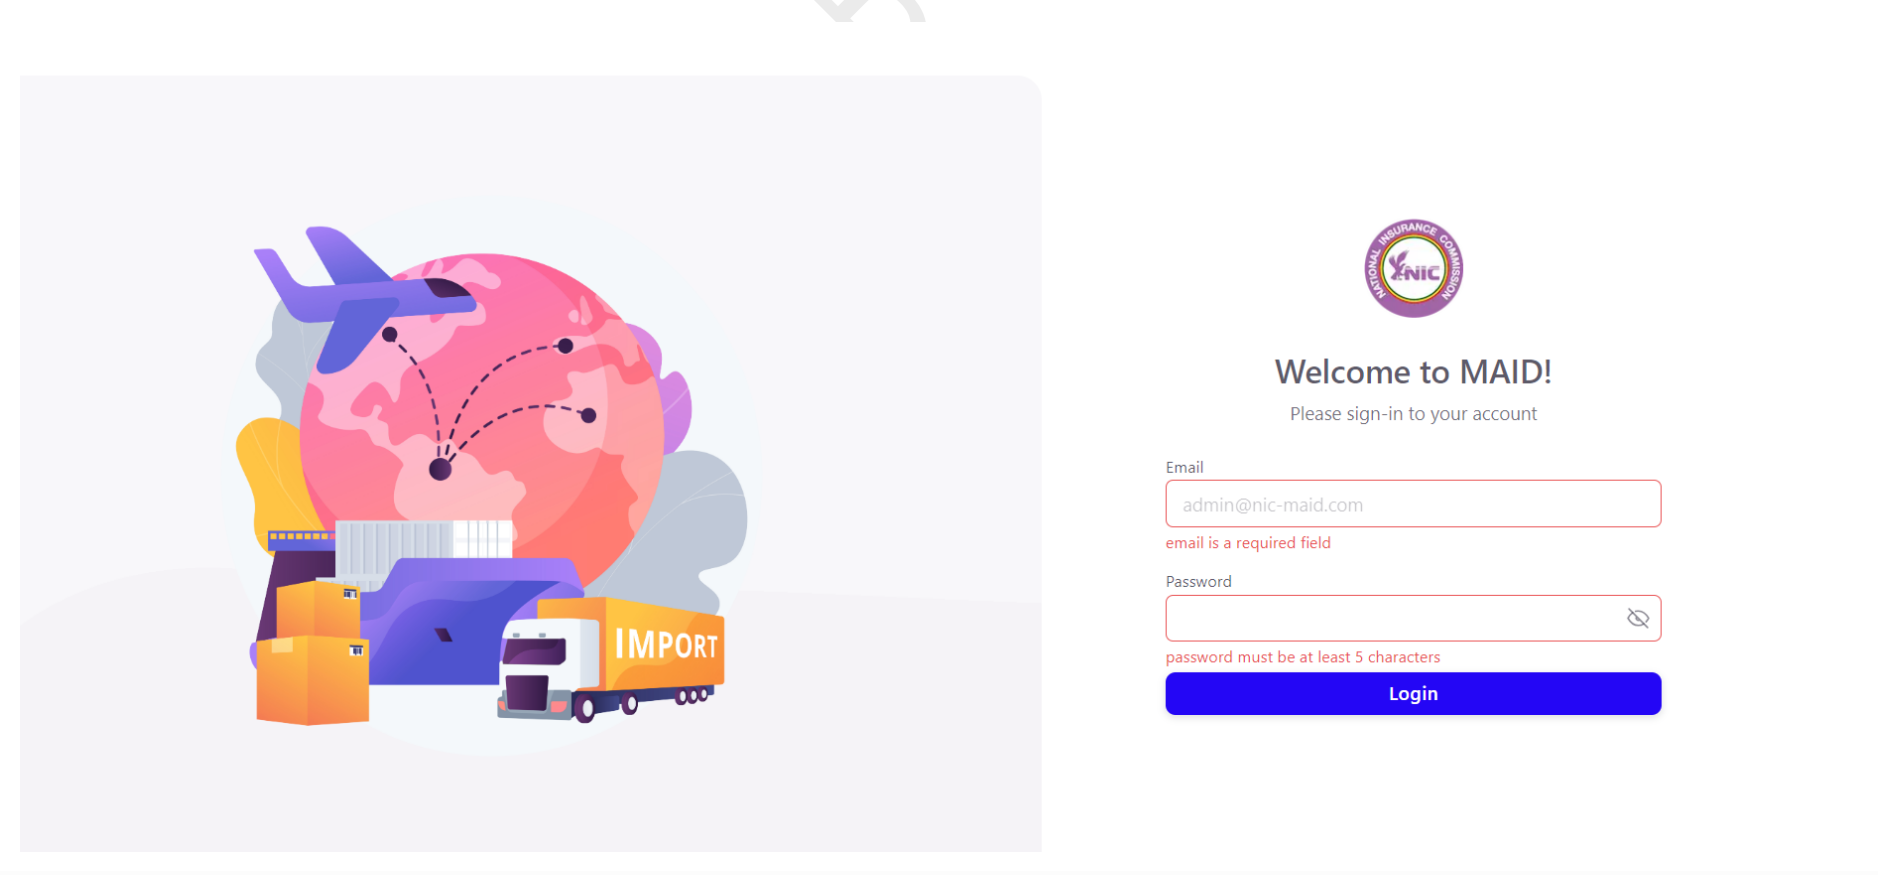 IMPORT
NATIONAL INSURANCE COMMISSION
NIC
Welcome to MAID!
Please sign-in to your account
Email
admin@nic-maid.com
email is a required field
Password
password must be at least 5 characters
Login